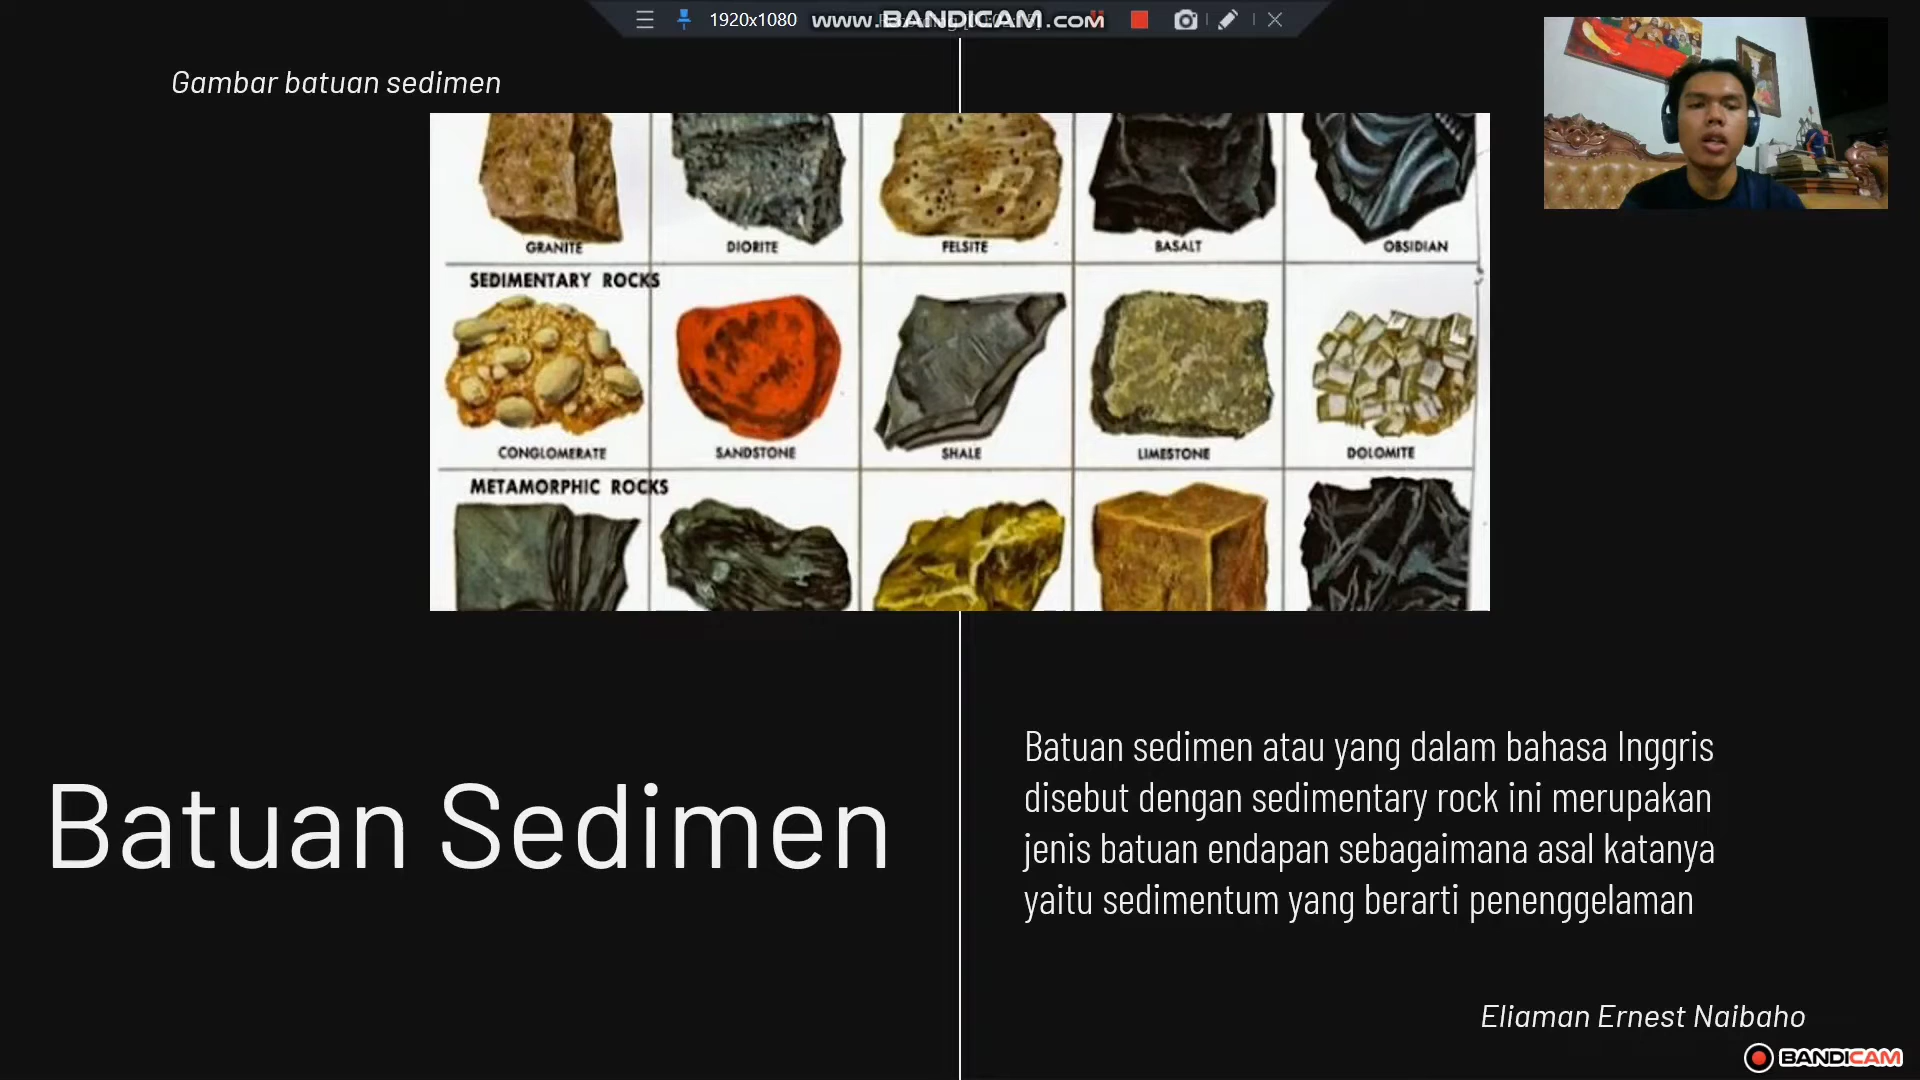 1920x1080
www.BANDICAM.com
Gambar batuan sedimen
GRANITE DIORITE FELSITE BASALT OBSIDIAN
SEDIMENTARY ROCKS
CONGLOMERATE SANDSTONE SHALE LIMESTONE DOLOMITE
METAMORPHIC ROCKS
Batuan Sedimen
Batuan sedimen atau yang dalam bahasa Inggris
disebut dengan sedimentary rock ini merupakan
jenis batuan endapan sebagaimana asal katanya
yaitu sedimentum yang berarti penenggelaman
Eliaman Ernest Naibaho
BANDICAM